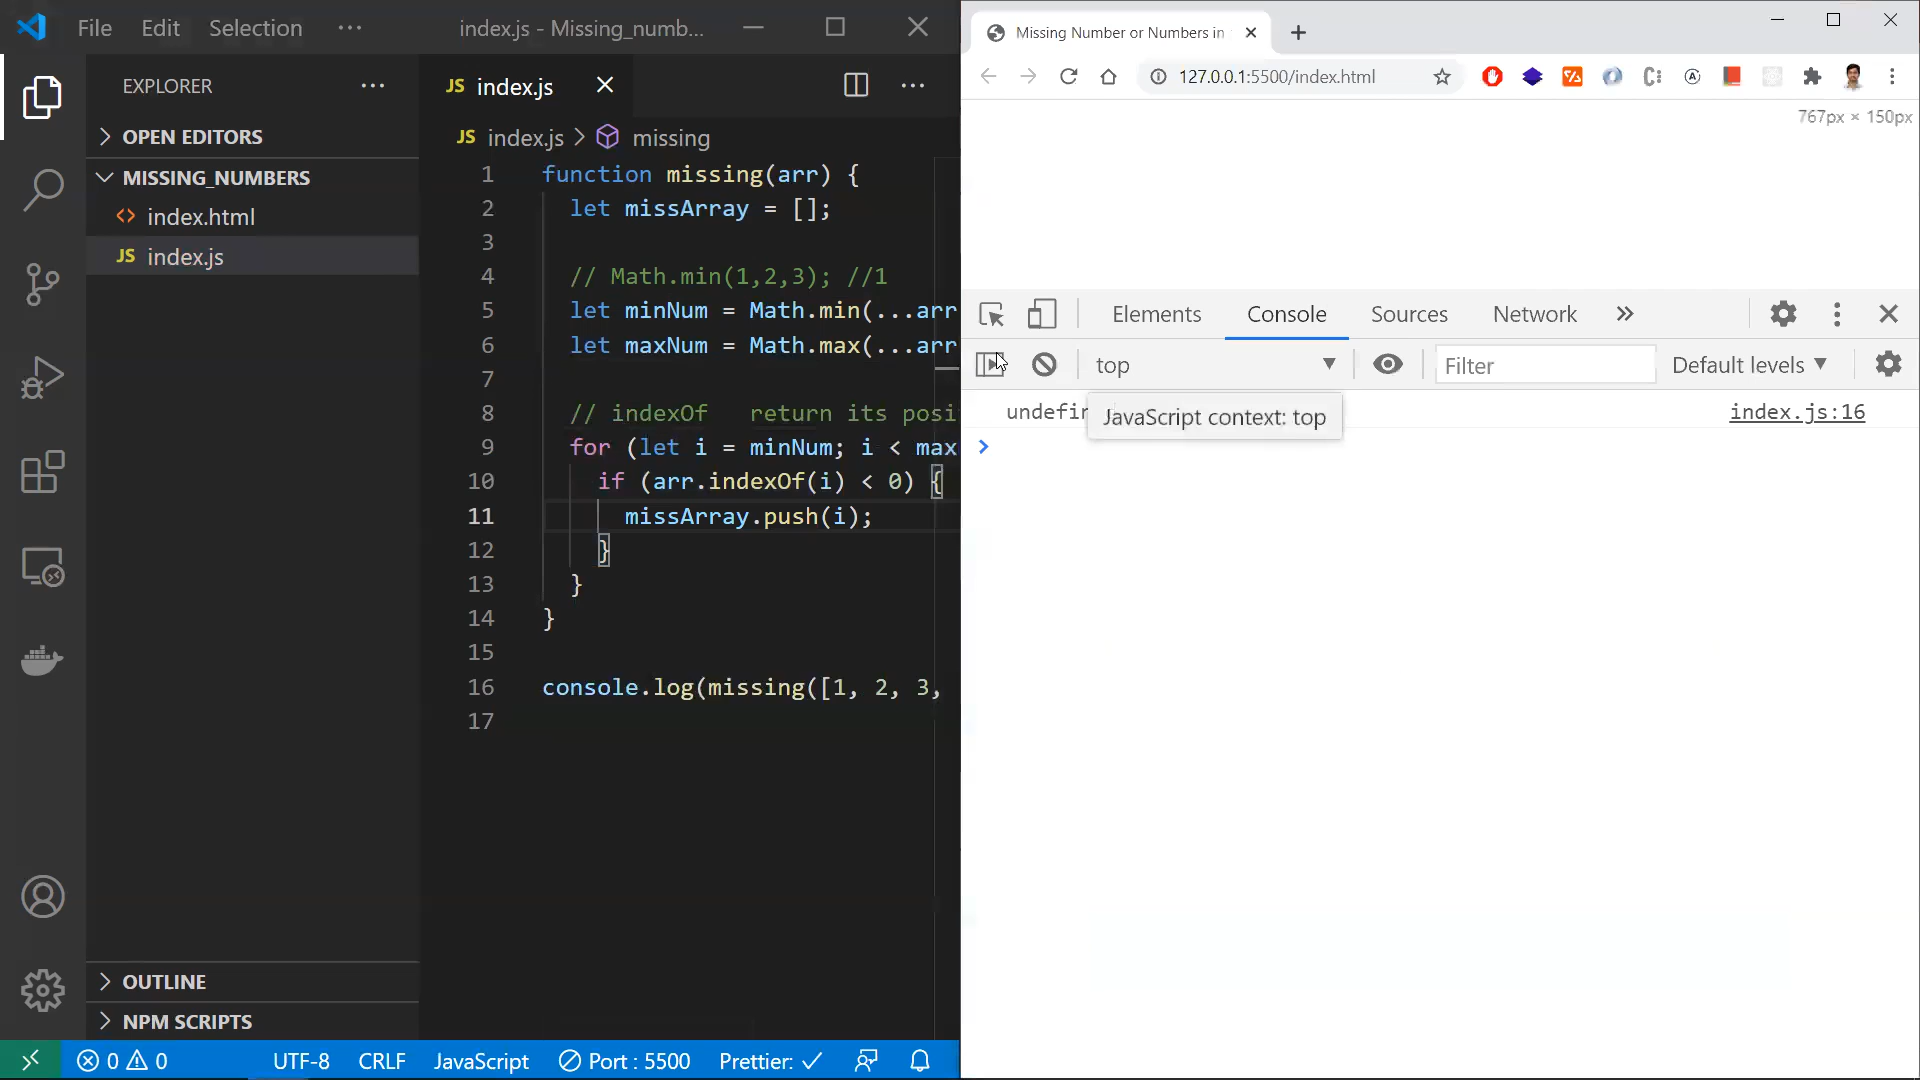 File Edit Selection ··· index.js - Missing_numb...
EXPLORER ···
OPEN EDITORS
MISSING_NUMBERS
index.html
JS index.js
OUTLINE
NPM SCRIPTS
JS index.js ···
JS index.js > missing
1 function missing(arr) {
2 let missArray = [];
3
4 // Math.min(1,2,3); //1
5 let minNum = Math.min(...arr
6 let maxNum = Math.max(...arr
7
8 // indexOf return its posi
9 for (let i = minNum; i < max
10 if (arr.indexOf(i) < 0) {
11 missArray.push(i);
12 }
13 }
14 }
15
16 console.log(missing([1, 2, 3,
17
0 0 UTF-8 CRLF JavaScript Port : 5500 Prettier: ✓
Missing Number or Numbers in
127.0.0.1:5500/index.html
767px × 150px
Elements Console Sources Network »
top Filter Default levels ▼
undefin index.js:16
JavaScript context: top